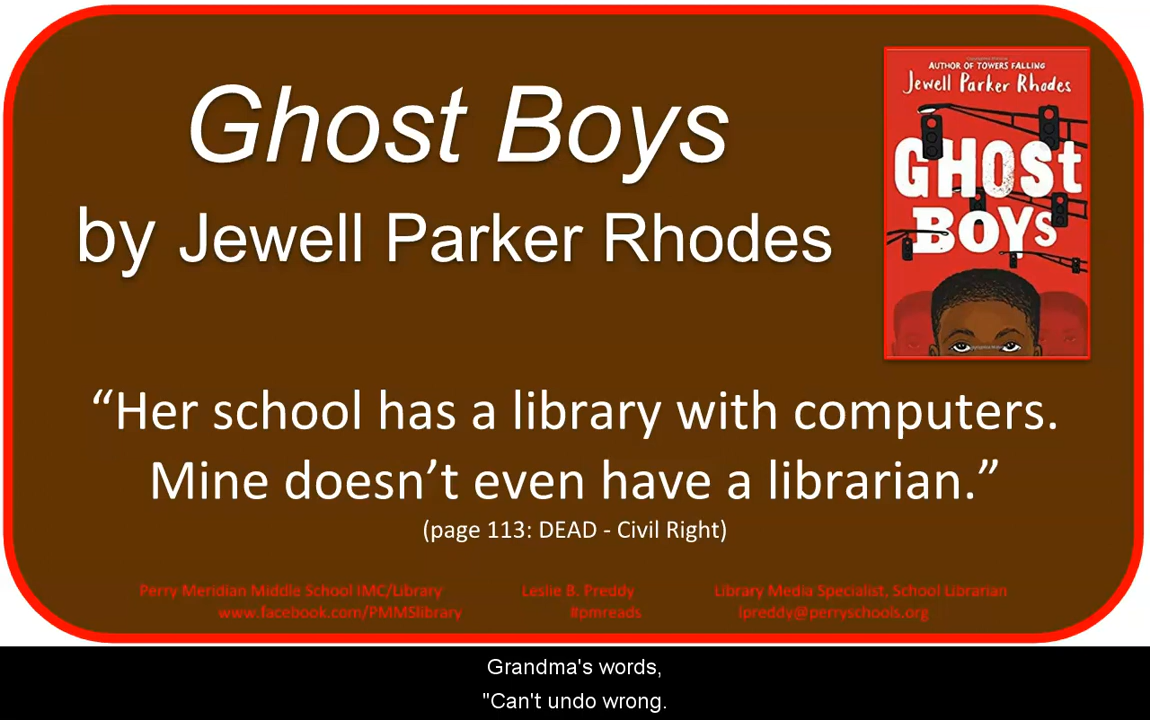 Ghost Boys
by Jewell Parker Rhodes
AUTHOR OF TOWERS FALLING
Jewell Parker Rhodes
GHOST
BOYS
“Her school has a library with computers.
Mine doesn’t even have a librarian.”
(page 113: DEAD - Civil Right)
Perry Meridian Middle School IMC/Library Leslie B. Preddy Library Media Specialist, School Librarian
www.facebook.com/PMMSlibrary #pmreads lpreddy@perryschools.org
Grandma's words,
"Can't undo wrong.